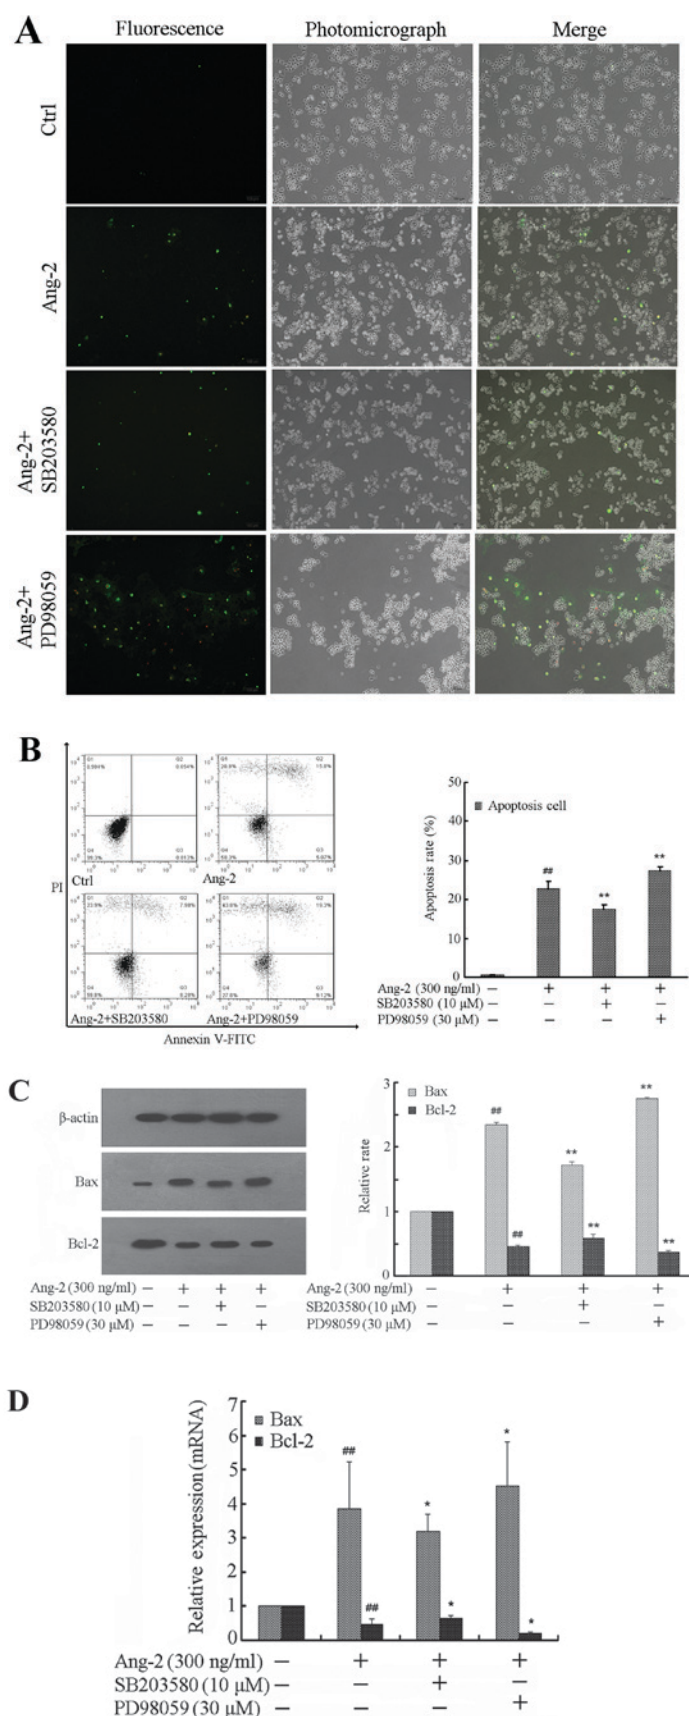 A
Fluorescence Photomicrograph Merge
Ctrl
Ang-2
Ang-2+
SB203580
Ang-2+
PD98059
B
PI
Q1
Q2
Q4
Ctrl
Ang-2
Ang-2+SB203580
Ang-2+PD98059
Annexin V-FITC
Apoptosis rate (%)
50
40
30
20
10
0
Apoptosis cell
##
**
**
Ang-2 (300 ng/ml) – + + +
SB203580 (10 μM) – – + –
PD98059 (30 μM) – – – +
C
β-actin
Bax
Bcl-2
Ang-2 (300 ng/ml) – + + +
SB203580 (10 μM) – – + –
PD98059 (30 μM) – – – +
Relative rate
3
2
1
0
Bax
Bcl-2
##
##
**
**
**
**
Ang-2 (300 ng/ml) – + + +
SB203580 (10 μM) – – + –
PD98059 (30 μM) – – – +
D
Relative expression(mRNA)
7
6
5
4
3
2
1
0
Bax
Bcl-2
##
##
*
*
*
*
Ang-2 (300 ng/ml) – + + +
SB203580 (10 μM) – – + –
PD98059 (30 μM) – – – +